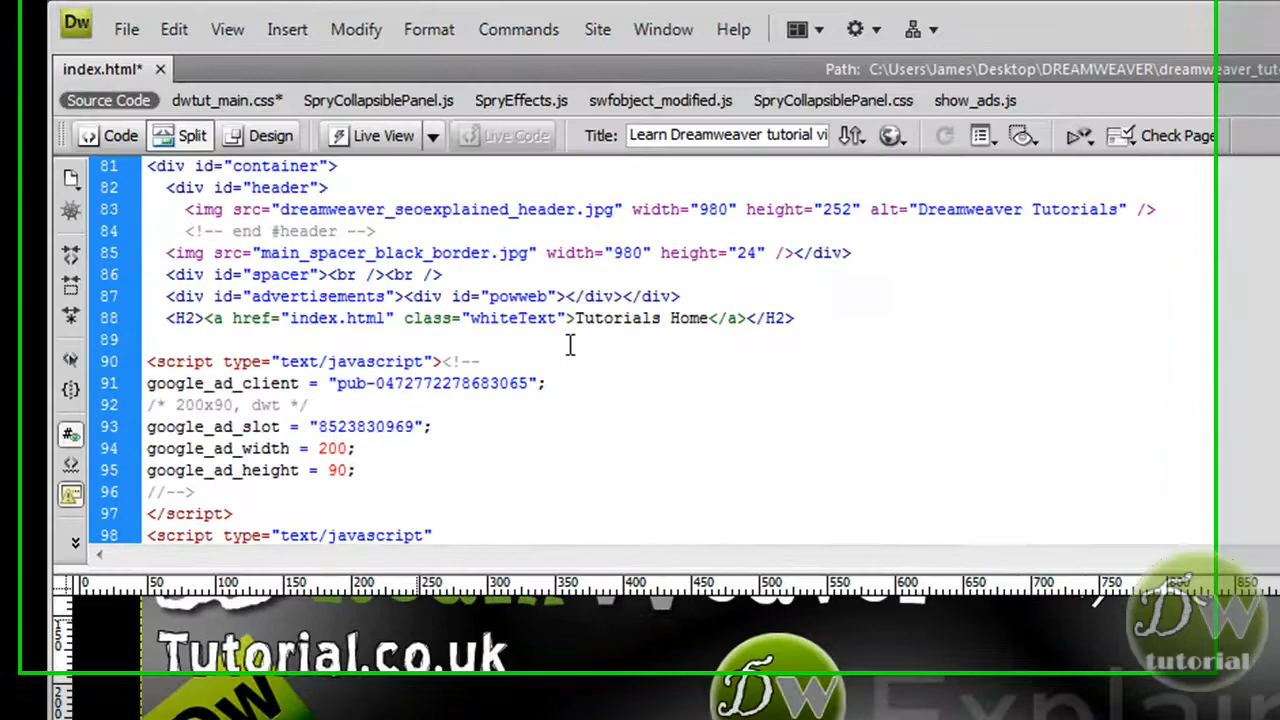 Dw File Edit View Insert Modify Format Commands Site Window Help
index.html* Path: C:\Users\James\Desktop\DREAMWEAVER\dreamweaver_tut
Source Code dwtut_main.css* SpryCollapsiblePanel.js SpryEffects.js swfobject_modified.js SpryCollapsiblePanel.css show_ads.js
Code Split Design Live View Live Code Title: Learn Dreamweaver tutorial vi Check Page
81 <div id="container">
82 <div id="header">
83 <img src="dreamweaver_seoexplained_header.jpg" width="980" height="252" alt="Dreamweaver Tutorials" />
84 <!-- end #header -->
85 <img src="main_spacer_black_border.jpg" width="980" height="24" /></div>
86 <div id="spacer"><br /><br />
87 <div id="advertisements"><div id="powweb"></div></div>
88 <H2><a href="index.html" class="whiteText">Tutorials Home</a></H2>
89
90 <script type="text/javascript"><!--
91 google_ad_client = "pub-0472772278683065";
92 /* 200x90, dwt */
93 google_ad_slot = "8523830969";
94 google_ad_width = 200;
95 google_ad_height = 90;
96 //-->
97 </script>
98 <script type="text/javascript"
0 50 100 150 200 250 300 350 400 450 500 550 600 650 700 750 800 850
Tutorial.co.uk
Dw
Dw
Explain
DW
tutorial